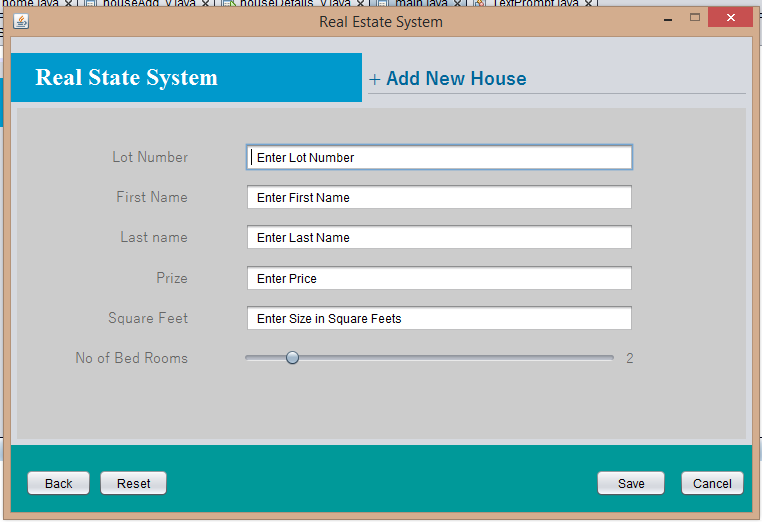 home.java houseAdd_V.java houseDetails_V.java main.java TextPrompt.java
Real Estate System
Real State System
+ Add New House
Lot Number Enter Lot Number
First Name Enter First Name
Last name Enter Last Name
Prize Enter Price
Square Feet Enter Size in Square Feets
No of Bed Rooms 2
Back Reset Save Cancel